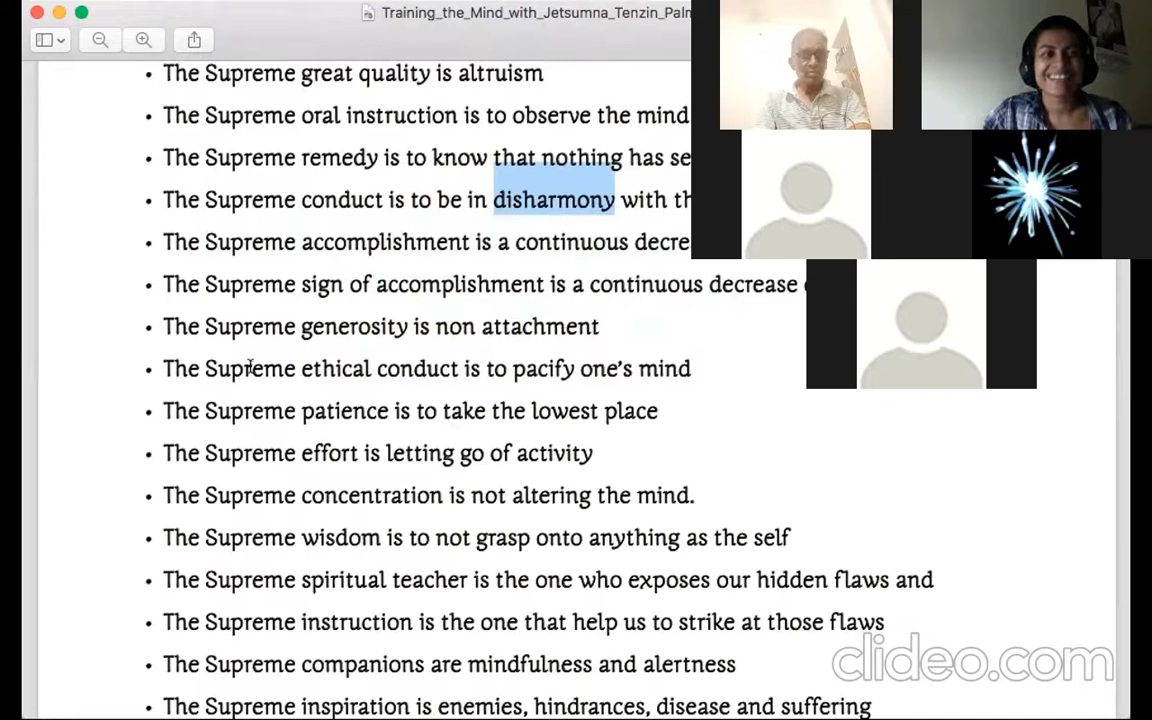 Training_the_Mind_with_Jetsumna_Tenzin_Paln
• The Supreme great quality is altruism
• The Supreme oral instruction is to observe the mind
• The Supreme remedy is to know that nothing has se
• The Supreme conduct is to be in disharmony with th
• The Supreme accomplishment is a continuous decre
• The Supreme sign of accomplishment is a continuous decrease
• The Supreme generosity is non attachment
• The Supreme ethical conduct is to pacify one's mind
• The Supreme patience is to take the lowest place
• The Supreme effort is letting go of activity
• The Supreme concentration is not altering the mind.
• The Supreme wisdom is to not grasp onto anything as the self
• The Supreme spiritual teacher is the one who exposes our hidden flaws and
• The Supreme instruction is the one that help us to strike at those flaws
• The Supreme companions are mindfulness and alertness
• The Supreme inspiration is enemies, hindrances, disease and suffering
clideo.com